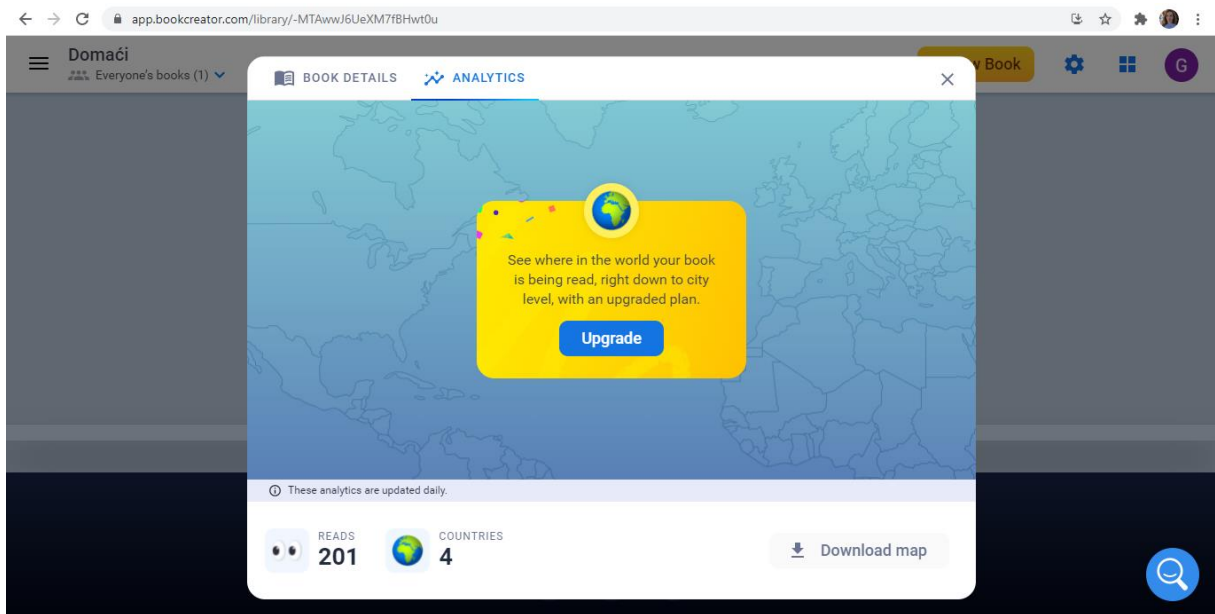 app.bookcreator.com/library/-MTAwwJ6UeXM7fBHwt0u
Domaći
Everyone's books (1)
Book
G
BOOK DETAILS
ANALYTICS
See where in the world your book
is being read, right down to city
level, with an upgraded plan.
Upgrade
These analytics are updated daily.
READS
201
COUNTRIES
4
Download map